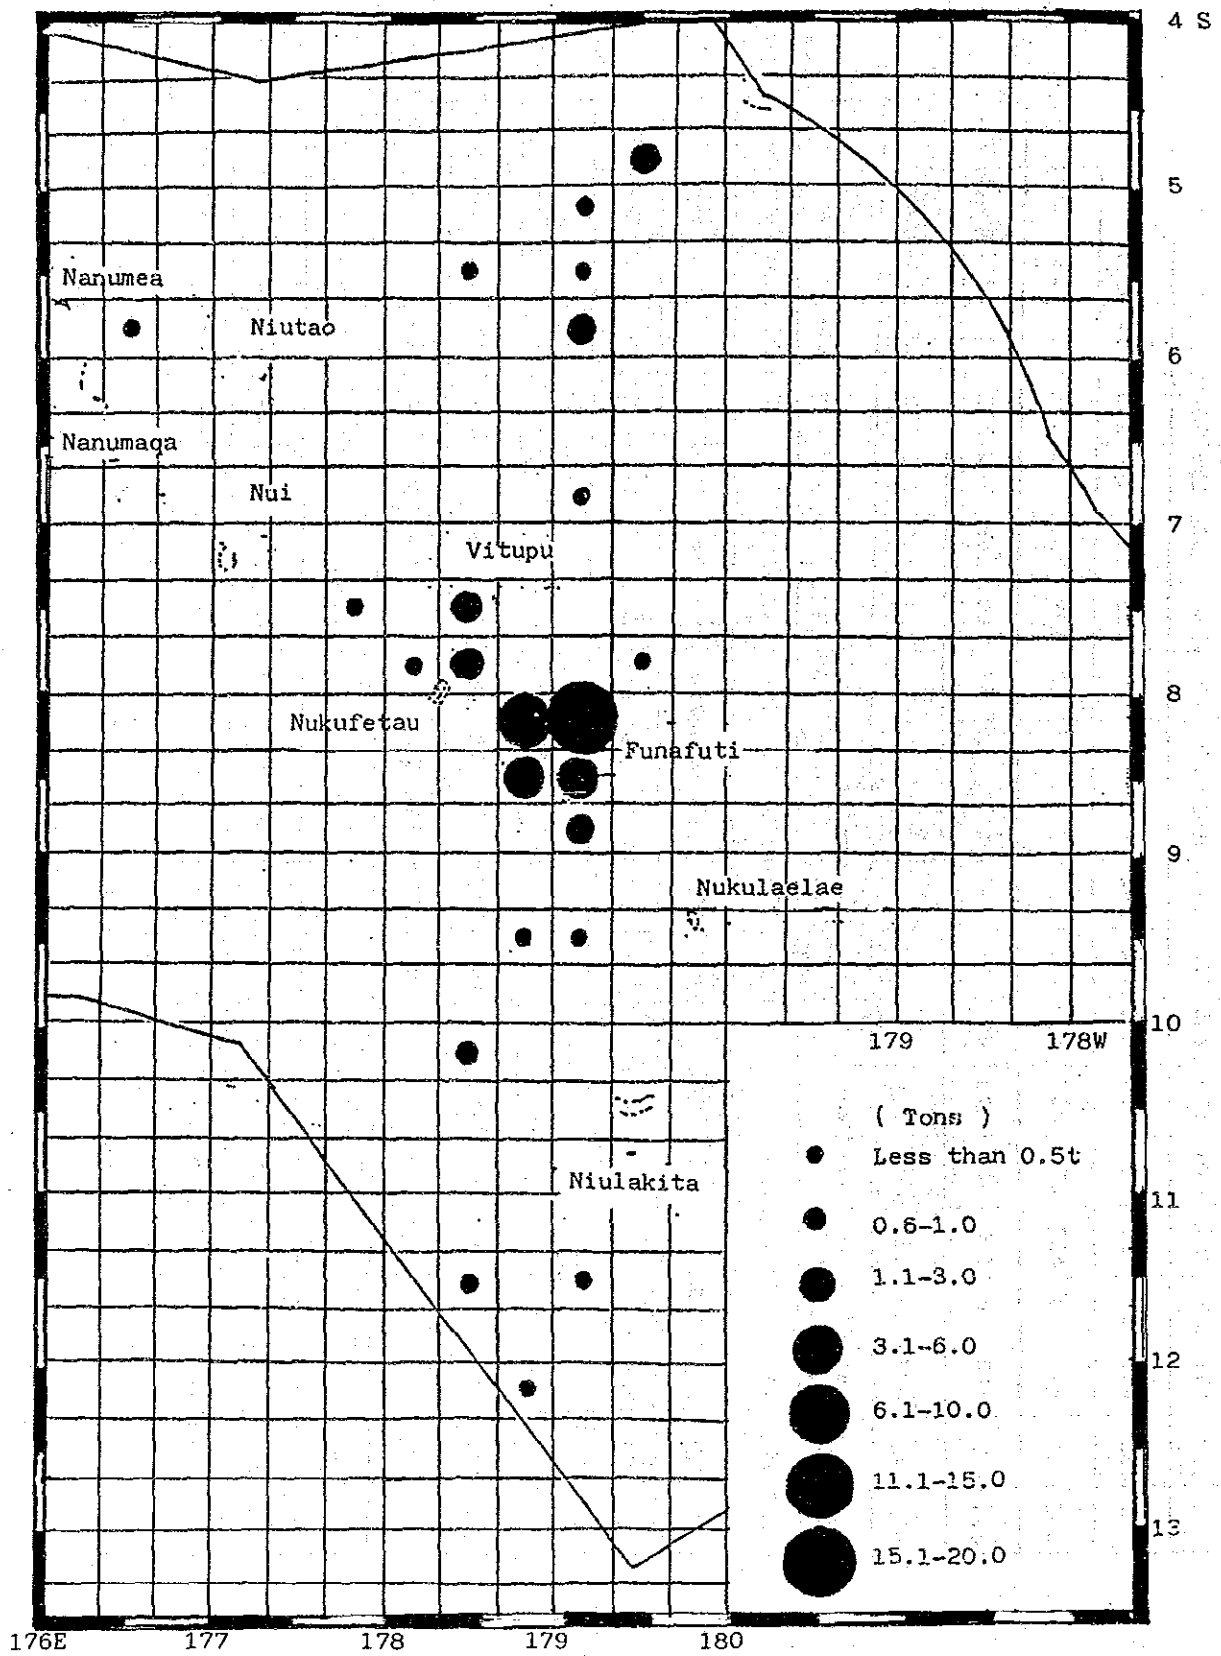 4 S
5
Nanumea
Niutao
6
Nanumaqa
Nui
7
Vitupu
8
Nukufetau
Funafuti
9
Nukulaelae
10
179 178W
( Tons )
Less than 0.5t
Niulakita
11
0.6-1.0
1.1-3.0
3.1-6.0
12
6.1-10.0
11.1-15.0
13
15.1-20.0
176E 177 178 179 180